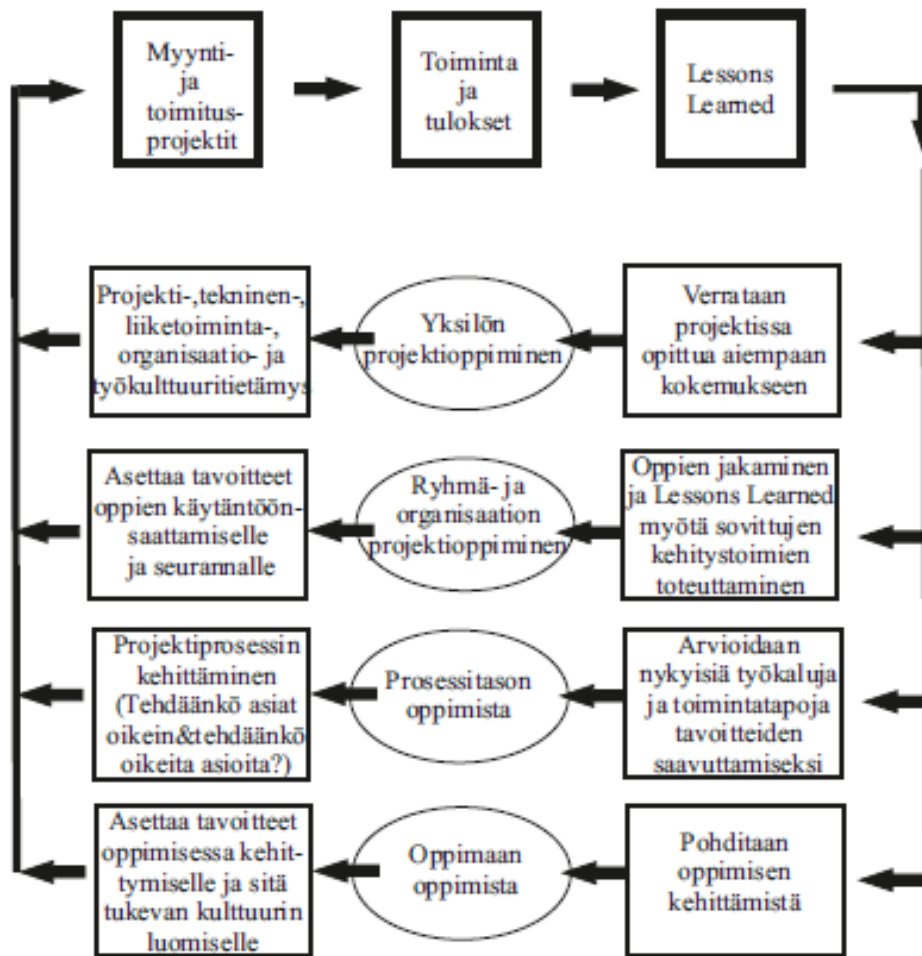 Myynti-
ja
toimitus-
projektit
Toiminta
ja
tulokset
Lessons
Learned
Projekti-,tekninen-,
liiketoiminta-,
organisaatio- ja
työkulttuuritietämys
Yksilön
projektioppiminen
Verrataan
projektissa
opittua aiempaan
kokemukseen
Asettaa tavoitteet
oppien käytäntöön-
saattamiselle
ja seurannalle
Ryhmä- ja
organisaation
projektioppiminen
Oppien jakaminen
ja Lessons Learned
myötä sovittujen
kehitystoimien
toteuttaminen
Projektiprosessin
kehittäminen
(Tehdäänkö asiat
oikein&tehdäänkö
oikeita asioita?)
Prosessitason
oppimista
Arvioidaan
nykyisiä työkaluja
ja toimintatapoja
tavoitteiden
saavuttamiseksi
Asettaa tavoitteet
oppimisessa kehit-
tymiselle ja sitä
tukevan kulttuurin
luomiselle
Oppimaan
oppimista
Pohditaan
oppimisen
kehittämistä